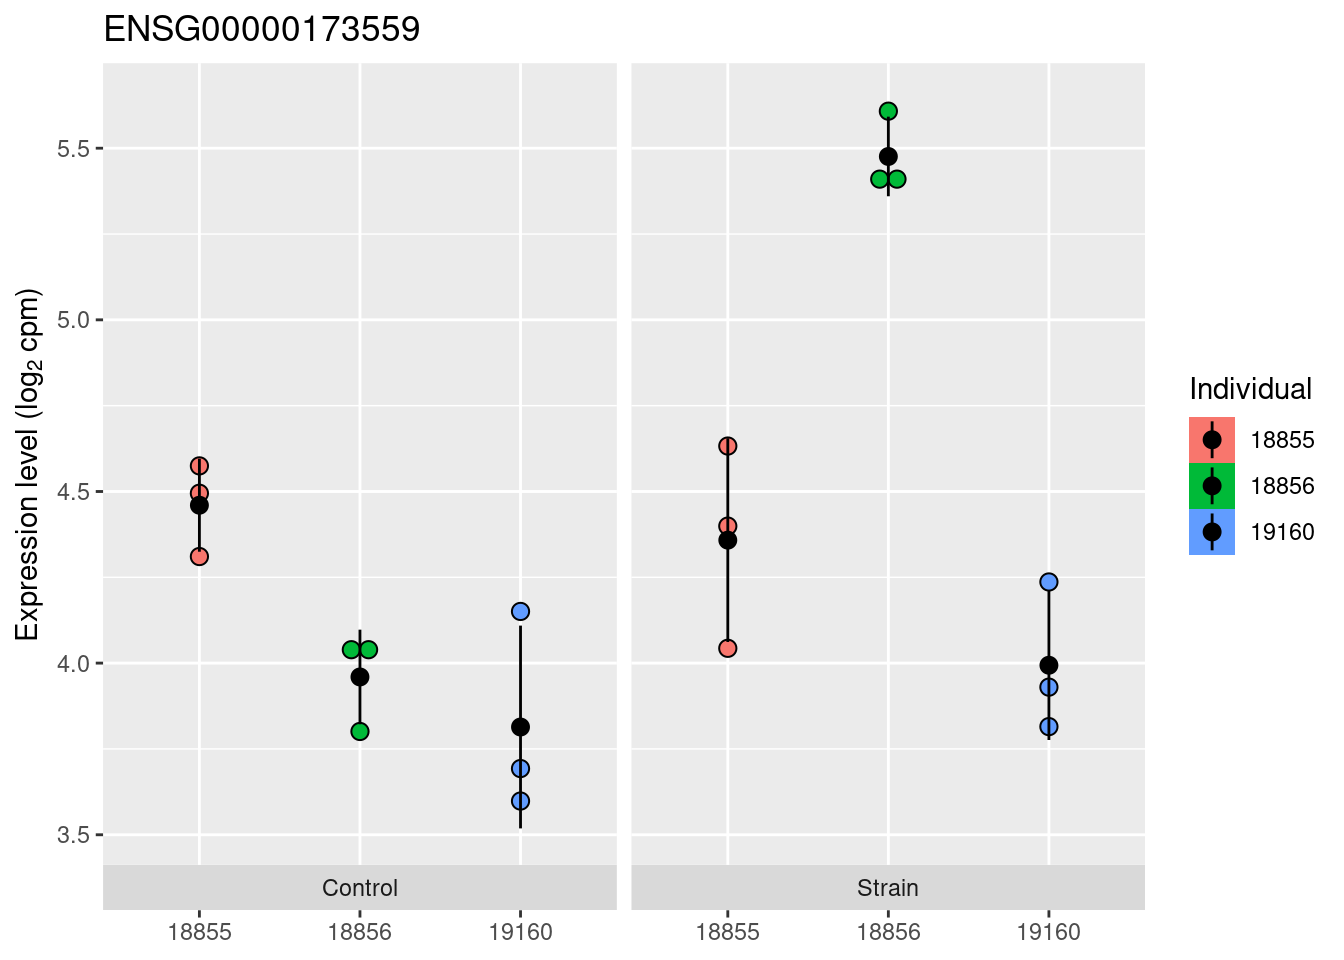 ENSG00000173559
Expression level (log₂ cpm)
5.5
5.0
4.5
4.0
3.5
Control
Strain
18855 18856 19160
18855 18856 19160
Individual
18855
18856
19160